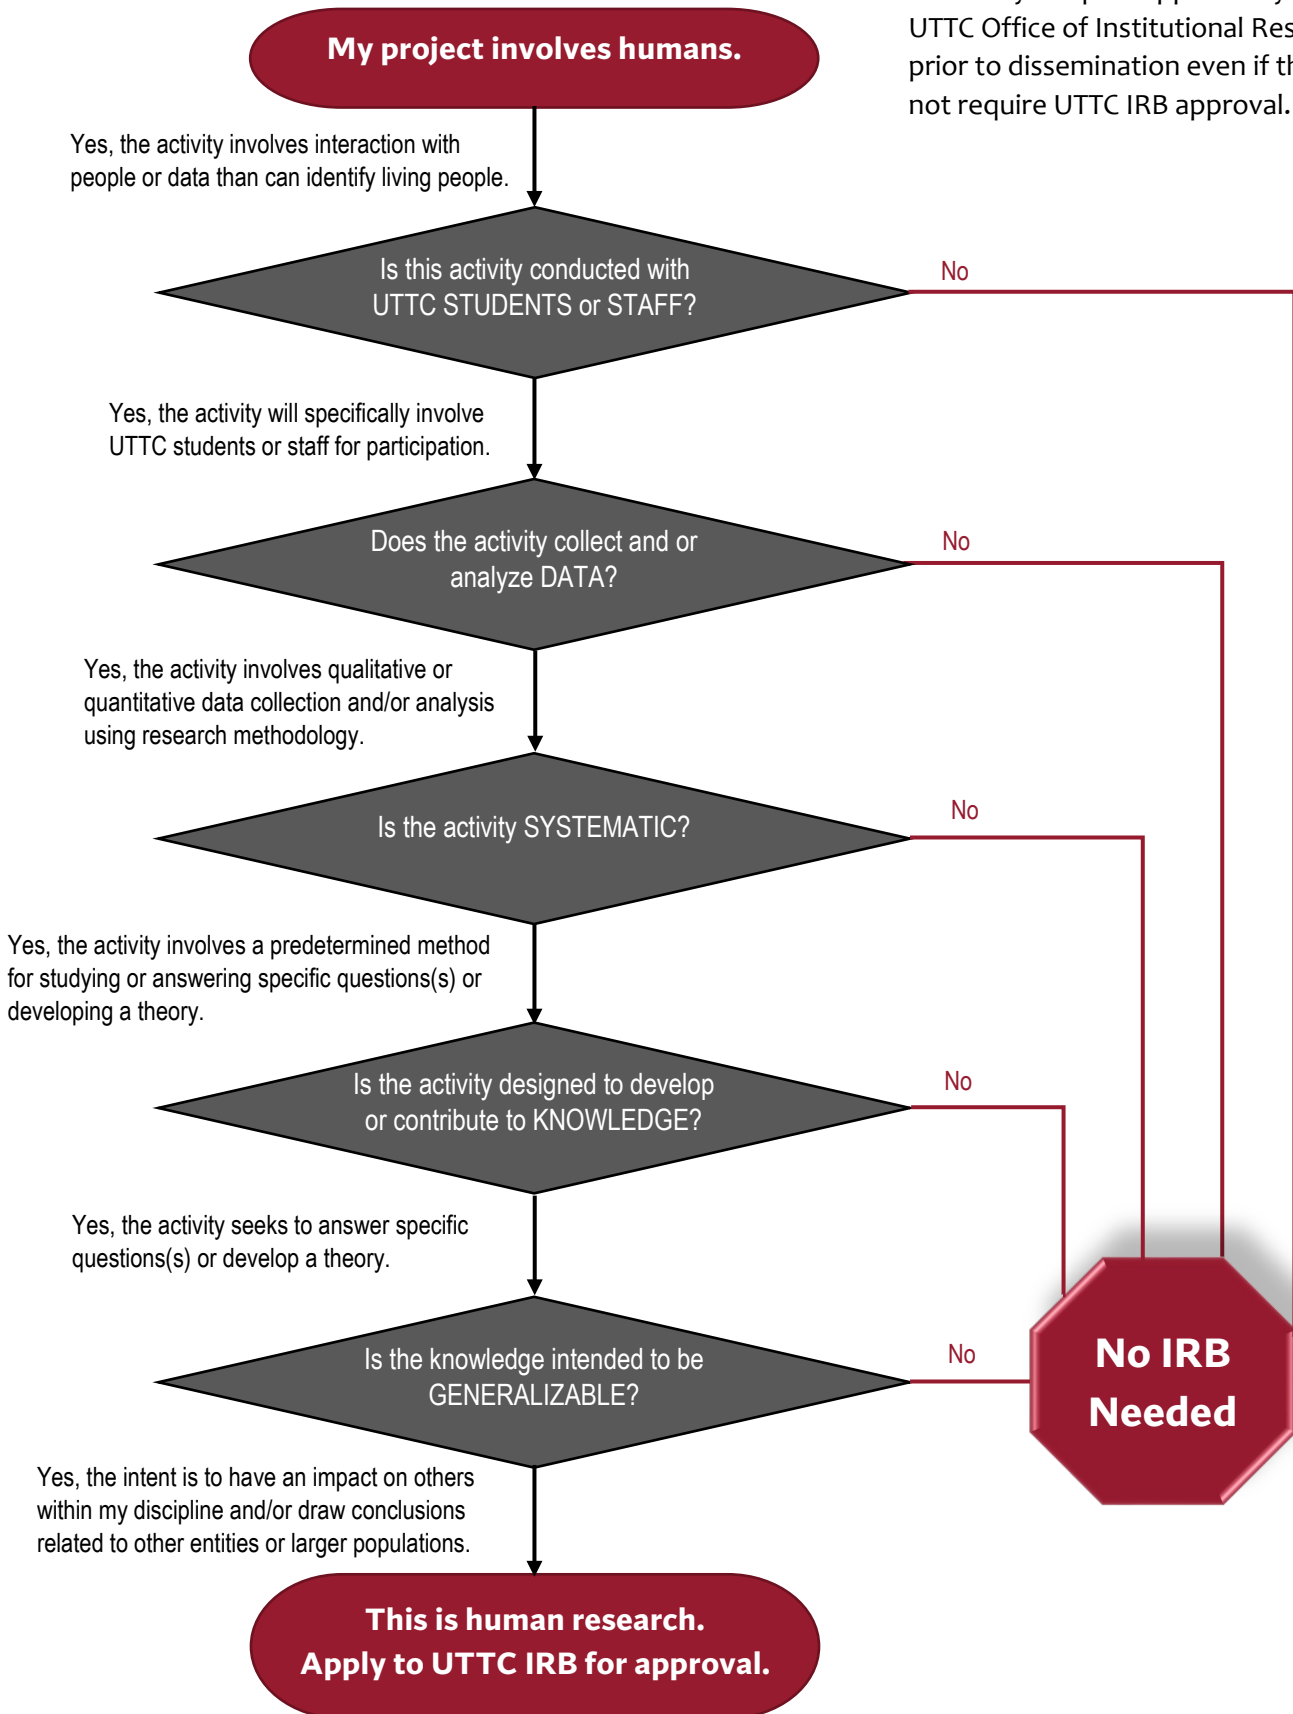 UTTC Office of Institutional Res
prior to dissemination even if th
not require UTTC IRB approval.
My project involves humans.
Yes, the activity involves interaction with
people or data than can identify living people.
Is this activity conducted with
UTTC STUDENTS or STAFF?
No
Yes, the activity will specifically involve
UTTC students or staff for participation.
Does the activity collect and or
analyze DATA?
No
Yes, the activity involves qualitative or
quantitative data collection and/or analysis
using research methodology.
Is the activity SYSTEMATIC?
No
Yes, the activity involves a predetermined method
for studying or answering specific questions(s) or
developing a theory.
Is the activity designed to develop
or contribute to KNOWLEDGE?
No
Yes, the activity seeks to answer specific
questions(s) or develop a theory.
Is the knowledge intended to be
GENERALIZABLE?
No
No IRB
Needed
Yes, the intent is to have an impact on others
within my discipline and/or draw conclusions
related to other entities or larger populations.
This is human research.
Apply to UTTC IRB for approval.